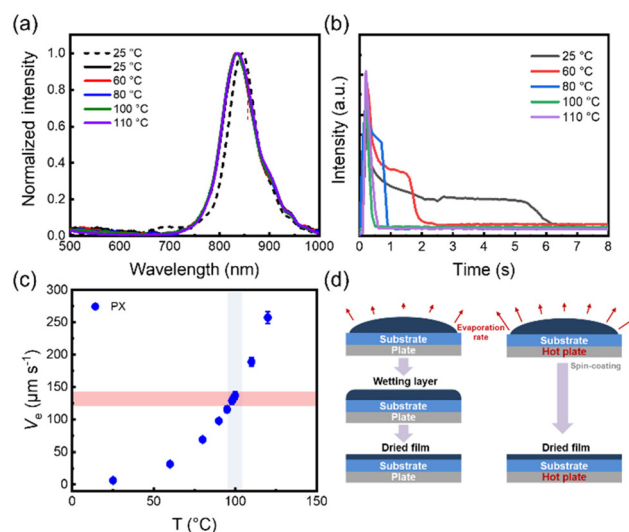 (a)
1.0
0.8
0.6
0.4
0.2
0.0
Normalized intensity
25 °C
25 °C
60 °C
80 °C
100 °C
110 °C
500 600 700 800 900 1000
Wavelength (nm)
(b)
Intensity (a.u.)
25 °C
60 °C
80 °C
100 °C
110 °C
0 1 2 3 4 5 6 7 8
Time (s)
(c)
300
250
200
150
100
50
0
Ve (μm s-1)
PX
0 50 100 150
T (°C)
(d)
Evaporation
rate
Substrate
Plate
Wetting layer
Substrate
Plate
Dried film
Substrate
Plate
Substrate
Hot plate
Spin-coating
Dried film
Substrate
Hot plate